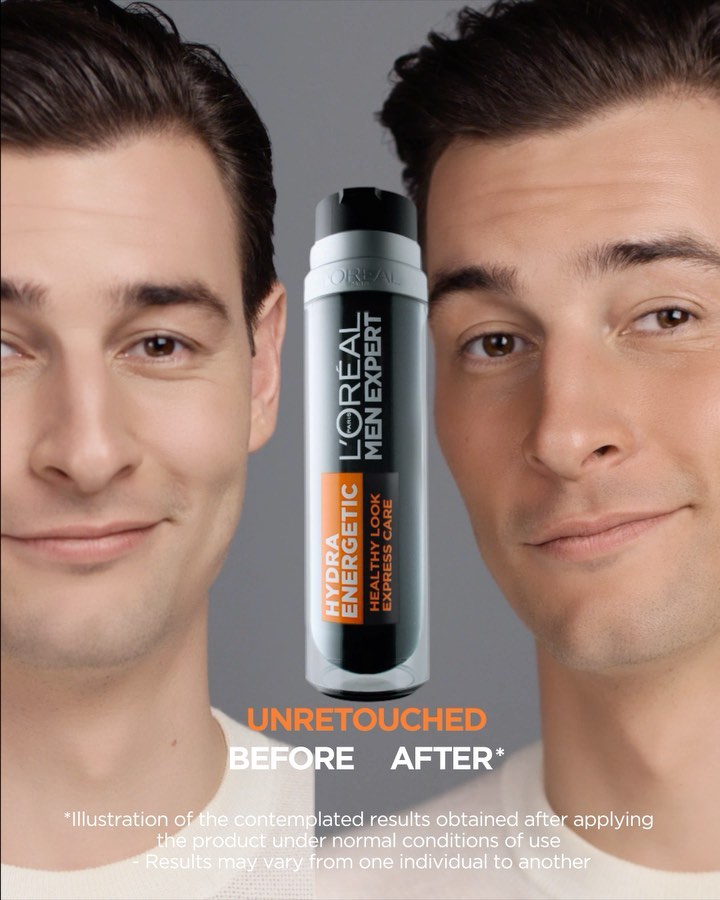 L'ORÉAL
L'ORÉAL
PARIS
MEN EXPERT
HYDRA
ENERGETIC
HEALTHY LOOK
EXPRESS CARE
UNRETOUCHED
BEFORE AFTER*
*Illustration of the contemplated results obtained after applying
the product under normal conditions of use
- Results may vary from one individual to another